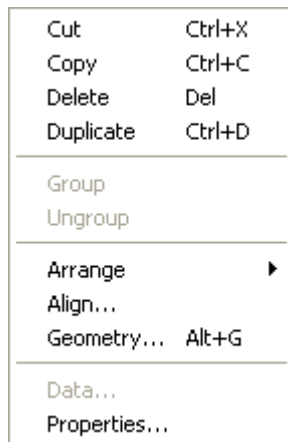 Cut Ctrl+X
Copy Ctrl+C
Delete Del
Duplicate Ctrl+D
Group
Ungroup
Arrange
Align...
Geometry... Alt+G
Data...
Properties...